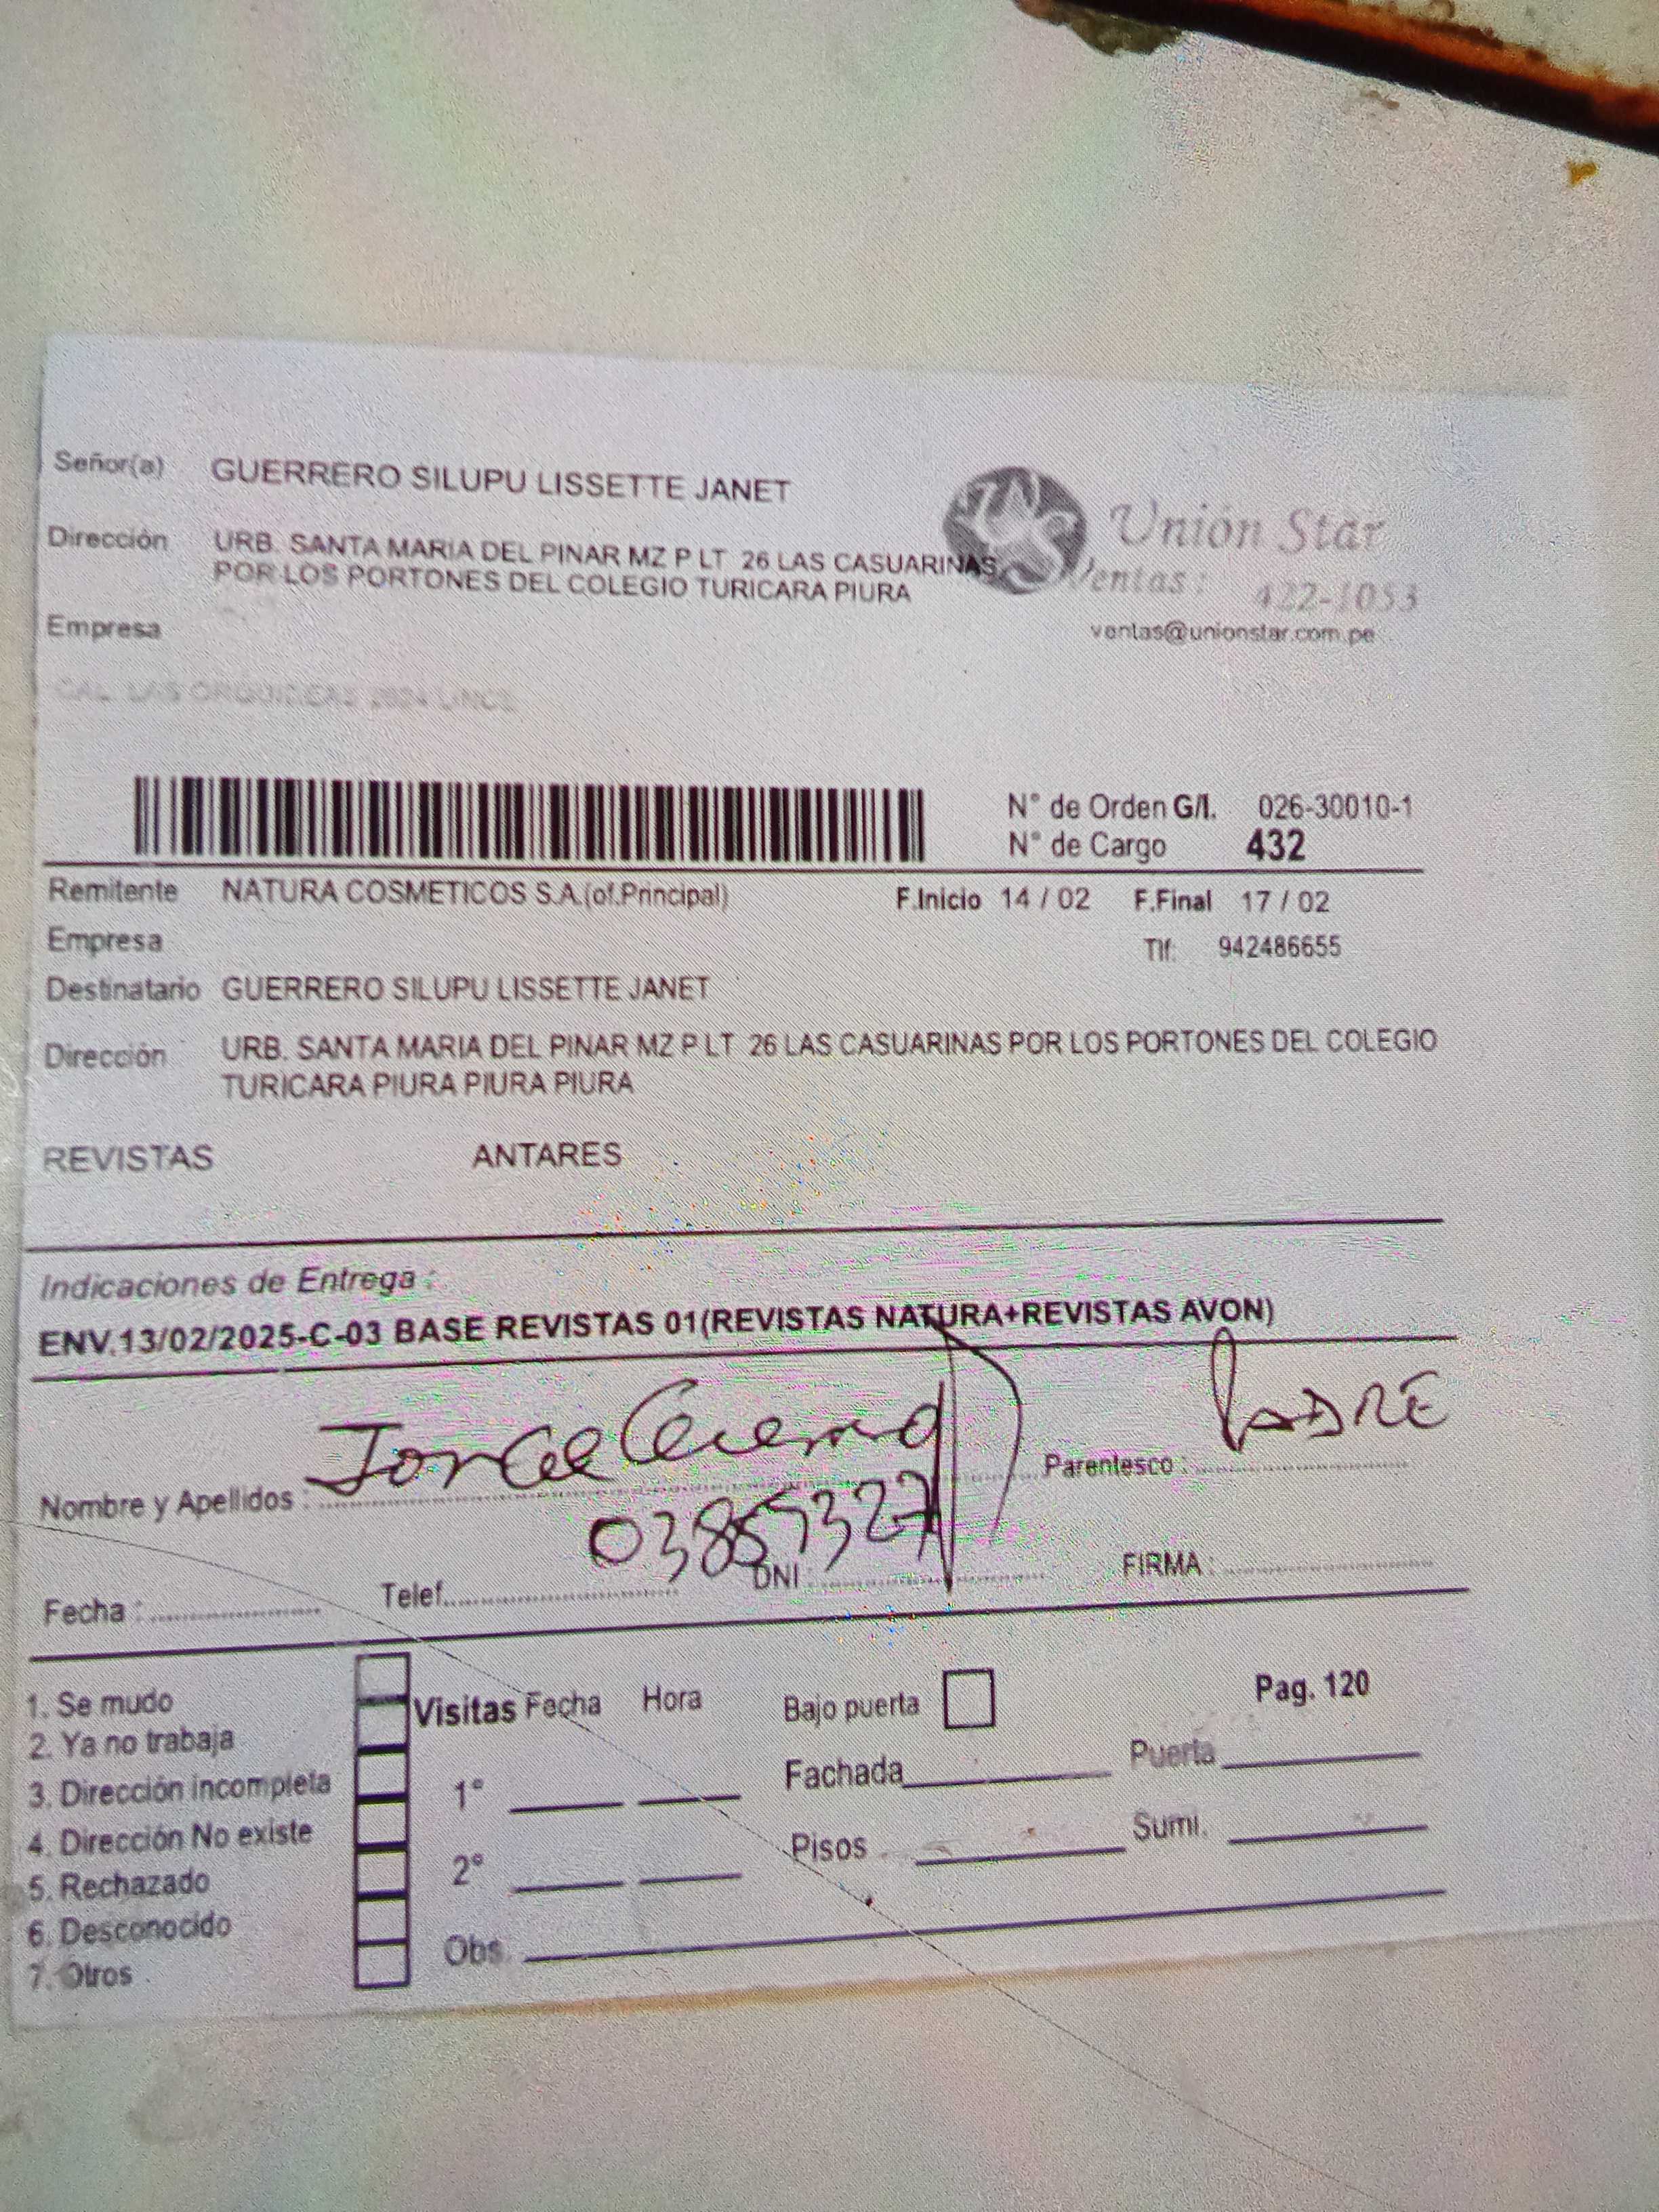 Señor(a) GUERRERO SILUPU LISSETTE JANET
Unión Star
Dirección URB. SANTA MARIA DEL PINAR MZ P LT 26 LAS CASUARINAS
POR LOS PORTONES DEL COLEGIO TURICARA PIURA
Ventas: 422-1053
Empresa
ventas@unionstar.com.pe
CAL. LAS ORQUIDEAS LINCE
N° de Orden G/I. 026-30010-1
N° de Cargo 432
Remitente NATURA COSMETICOS S.A.(of.Principal) F.Inicio 14 / 02 F.Final 17 / 02
Empresa Tlf: 942486655
Destinatario GUERRERO SILUPU LISSETTE JANET
Dirección URB. SANTA MARIA DEL PINAR MZ P LT 26 LAS CASUARINAS POR LOS PORTONES DEL COLEGIO
TURICARA PIURA PIURA PIURA
REVISTAS ANTARES
Indicaciones de Entrega :
ENV.13/02/2025-C-03 BASE REVISTAS 01(REVISTAS NATURA+REVISTAS AVON)
Nombre y Apellidos : Jorge Parentesco : PADRE
Fecha : Telef. DNI : FIRMA :
1. Se mudo
2. Ya no trabaja
3. Dirección incompleta
4. Dirección No existe
5. Rechazado
6. Desconocido
7. Otros
Visitas Fecha Hora Bajo puerta Pag. 120
1° Fachada Puerta
2° Pisos Sumi.
Obs.